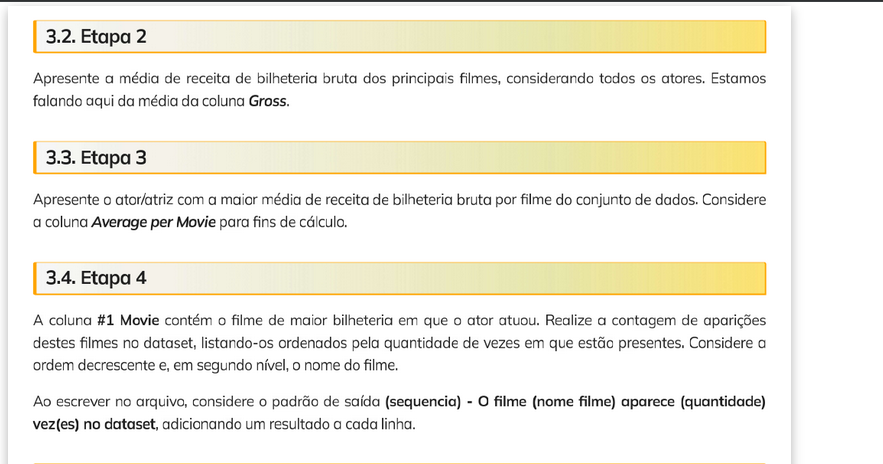 3.2. Etapa 2
Apresente a média de receita de bilheteria bruta dos principais filmes, considerando todos os atores. Estamos
falando aqui da média da coluna Gross.
3.3. Etapa 3
Apresente o ator/atriz com a maior média de receita de bilheteria bruta por filme do conjunto de dados. Considere
a coluna Average per Movie para fins de cálculo.
3.4. Etapa 4
A coluna #1 Movie contém o filme de maior bilheteria em que o ator atuou. Realize a contagem de aparições
destes filmes no dataset, listando-os ordenados pela quantidade de vezes em que estão presentes. Considere a
ordem decrescente e, em segundo nível, o nome do filme.
Ao escrever no arquivo, considere o padrão de saída (sequencia) - O filme (nome filme) aparece (quantidade)
vez(es) no dataset, adicionando um resultado a cada linha.